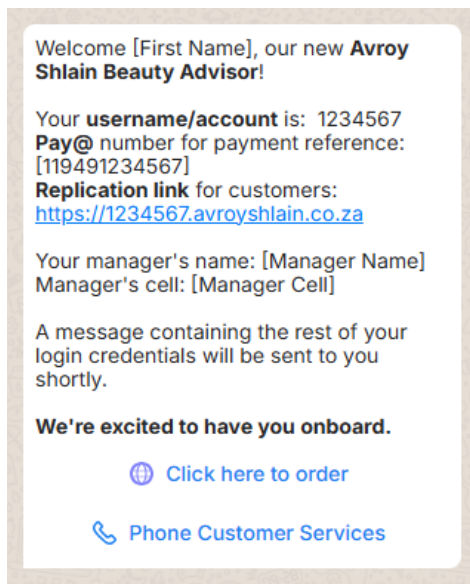 Welcome [First Name], our new Avroy
Shlain Beauty Advisor!
Your username/account is:  1234567
Pay@ number for payment reference:
[119491234567]
Replication link for customers:
https://1234567.avroyshlain.co.za
Your manager's name: [Manager Name]
Manager's cell: [Manager Cell]
A message containing the rest of your
login credentials will be sent to you
shortly.
We're excited to have you onboard.
Click here to order
Phone Customer Services